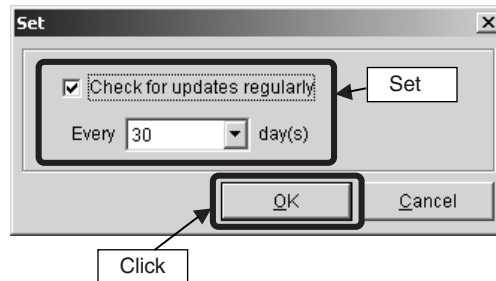 Set
x
Check for updates regularly
Set
Every 30 day(s)
OK
Cancel
Click